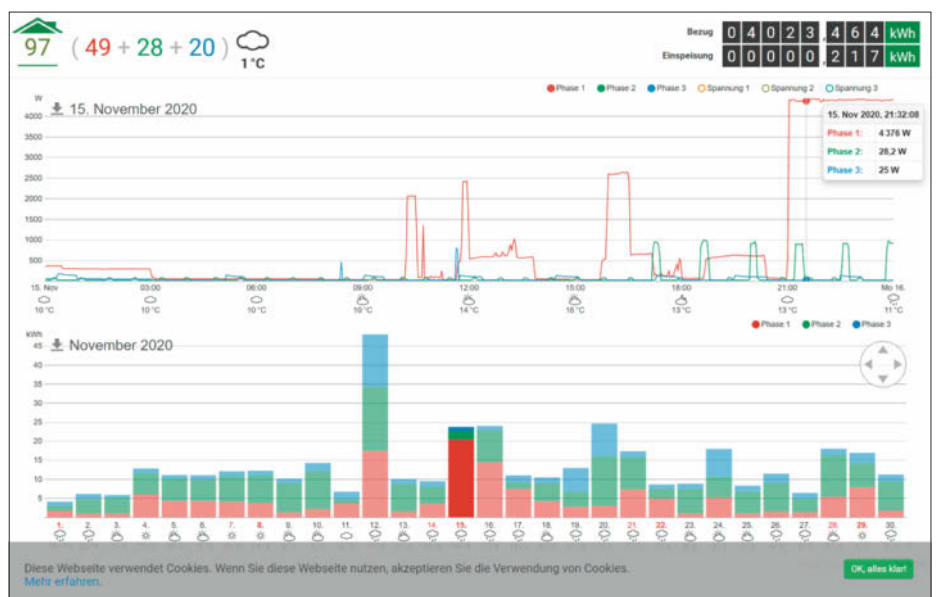 97 ( 49 + 28 + 20 ) 1 °C
Bezug 0 4 0 2 3 , 4 6 4 kWh
Einspeisung 0 0 0 0 0 , 2 1 7 kWh
Phase 1 Phase 2 Phase 3 Spannung 1 Spannung 2 Spannung 3
W
15. November 2020
4000
3500
3000
2500
2000
1500
1000
500
15. Nov 2020, 21:32:08
Phase 1: 4 376 W
Phase 2: 28,2 W
Phase 3: 25 W
15. Nov 03:00 06:00 09:00 12:00 15:00 18:00 21:00 Mo 16.
10 °C 10 °C 10 °C 10 °C 14 °C 16 °C 13 °C 13 °C 11 °C
Phase 1 Phase 2 Phase 3
kWh
November 2020
45
40
35
30
25
20
15
10
5
1. 2. 3. 4. 5. 6. 7. 8. 9. 10. 11. 12. 13. 14. 15. 16. 17. 18. 19. 20. 21. 22. 23. 24. 25. 26. 27. 28. 29. 30.
Diese Webseite verwendet Cookies. Wenn Sie diese Webseite nutzen, akzeptieren Sie die Verwendung von Cookies.
Mehr erfahren.
OK, alles klar!